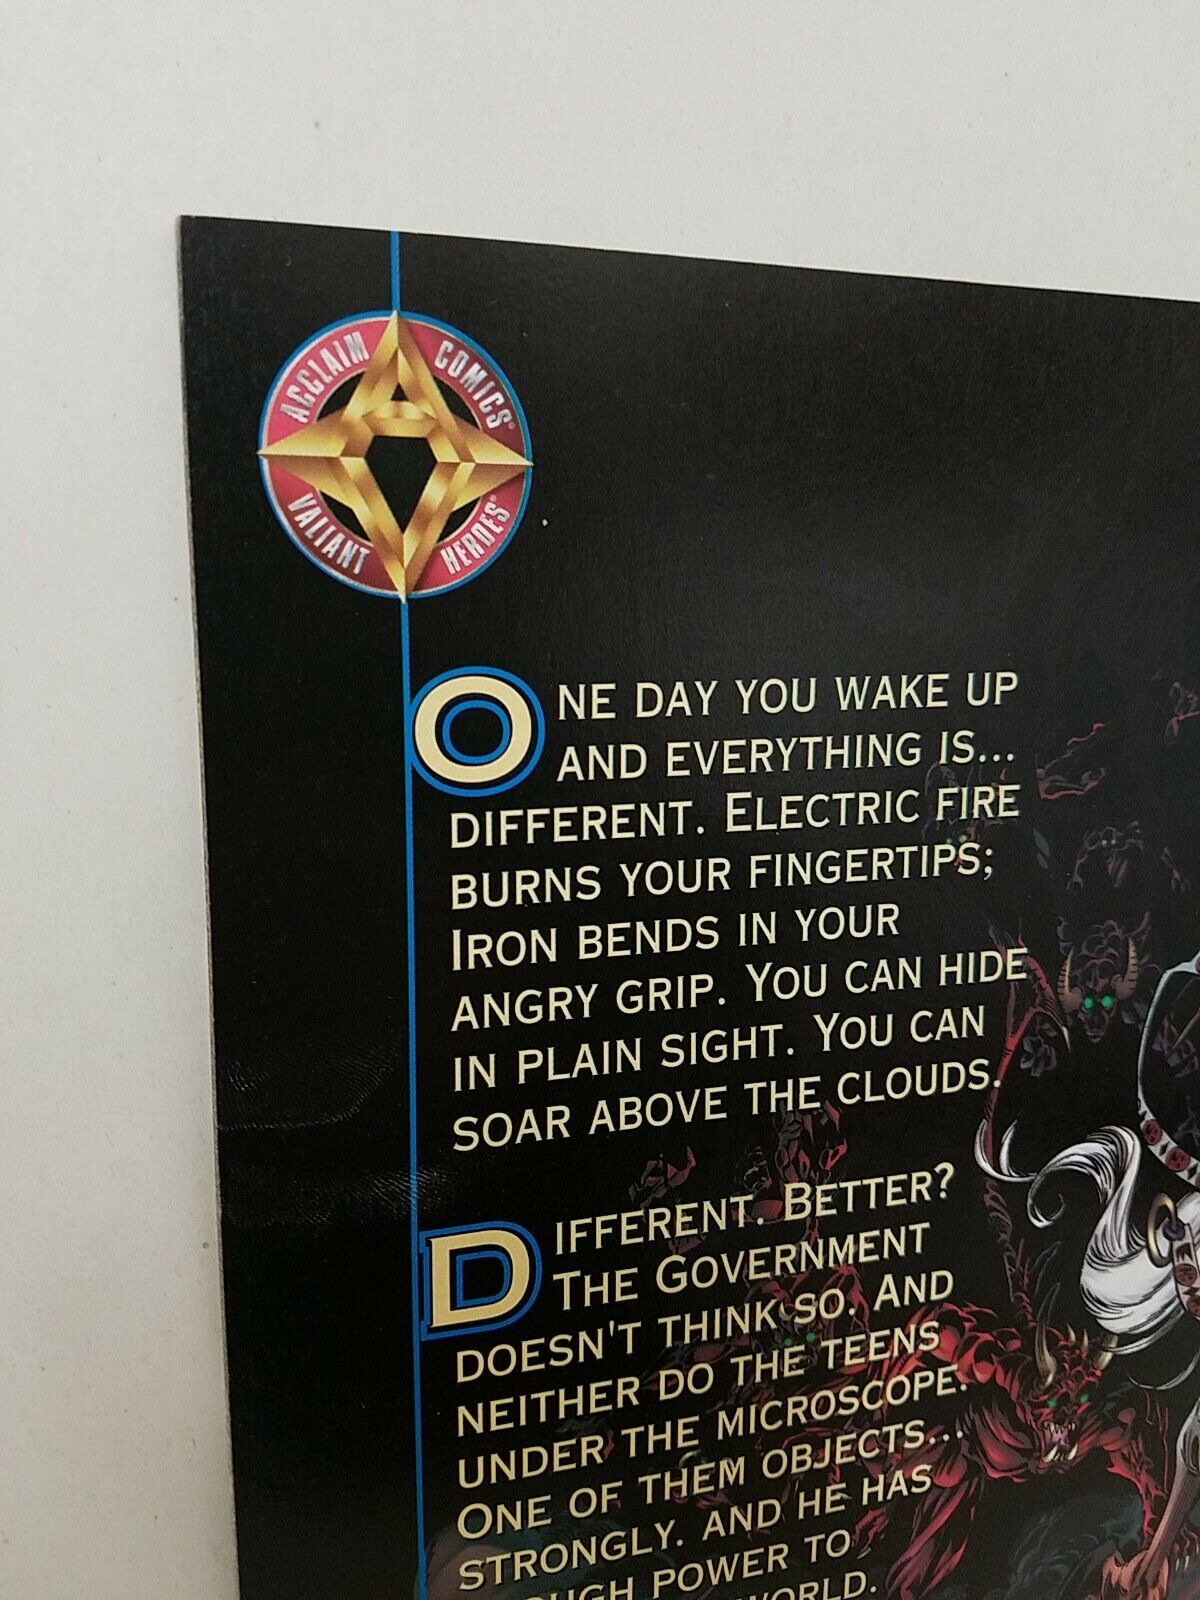 ACCLAIM COMICS®
VALIANT HEROES®
ONE DAY YOU WAKE UP
AND EVERYTHING IS...
DIFFERENT. ELECTRIC FIRE
BURNS YOUR FINGERTIPS;
IRON BENDS IN YOUR
ANGRY GRIP. YOU CAN HIDE
IN PLAIN SIGHT. YOU CAN
SOAR ABOVE THE CLOUDS.
DIFFERENT. BETTER?
THE GOVERNMENT
DOESN'T THINK SO. AND
NEITHER DO THE TEENS
UNDER THE MICROSCOPE.
ONE OF THEM OBJECTS...
STRONGLY. AND HE HAS
POWER TO
WORLD.